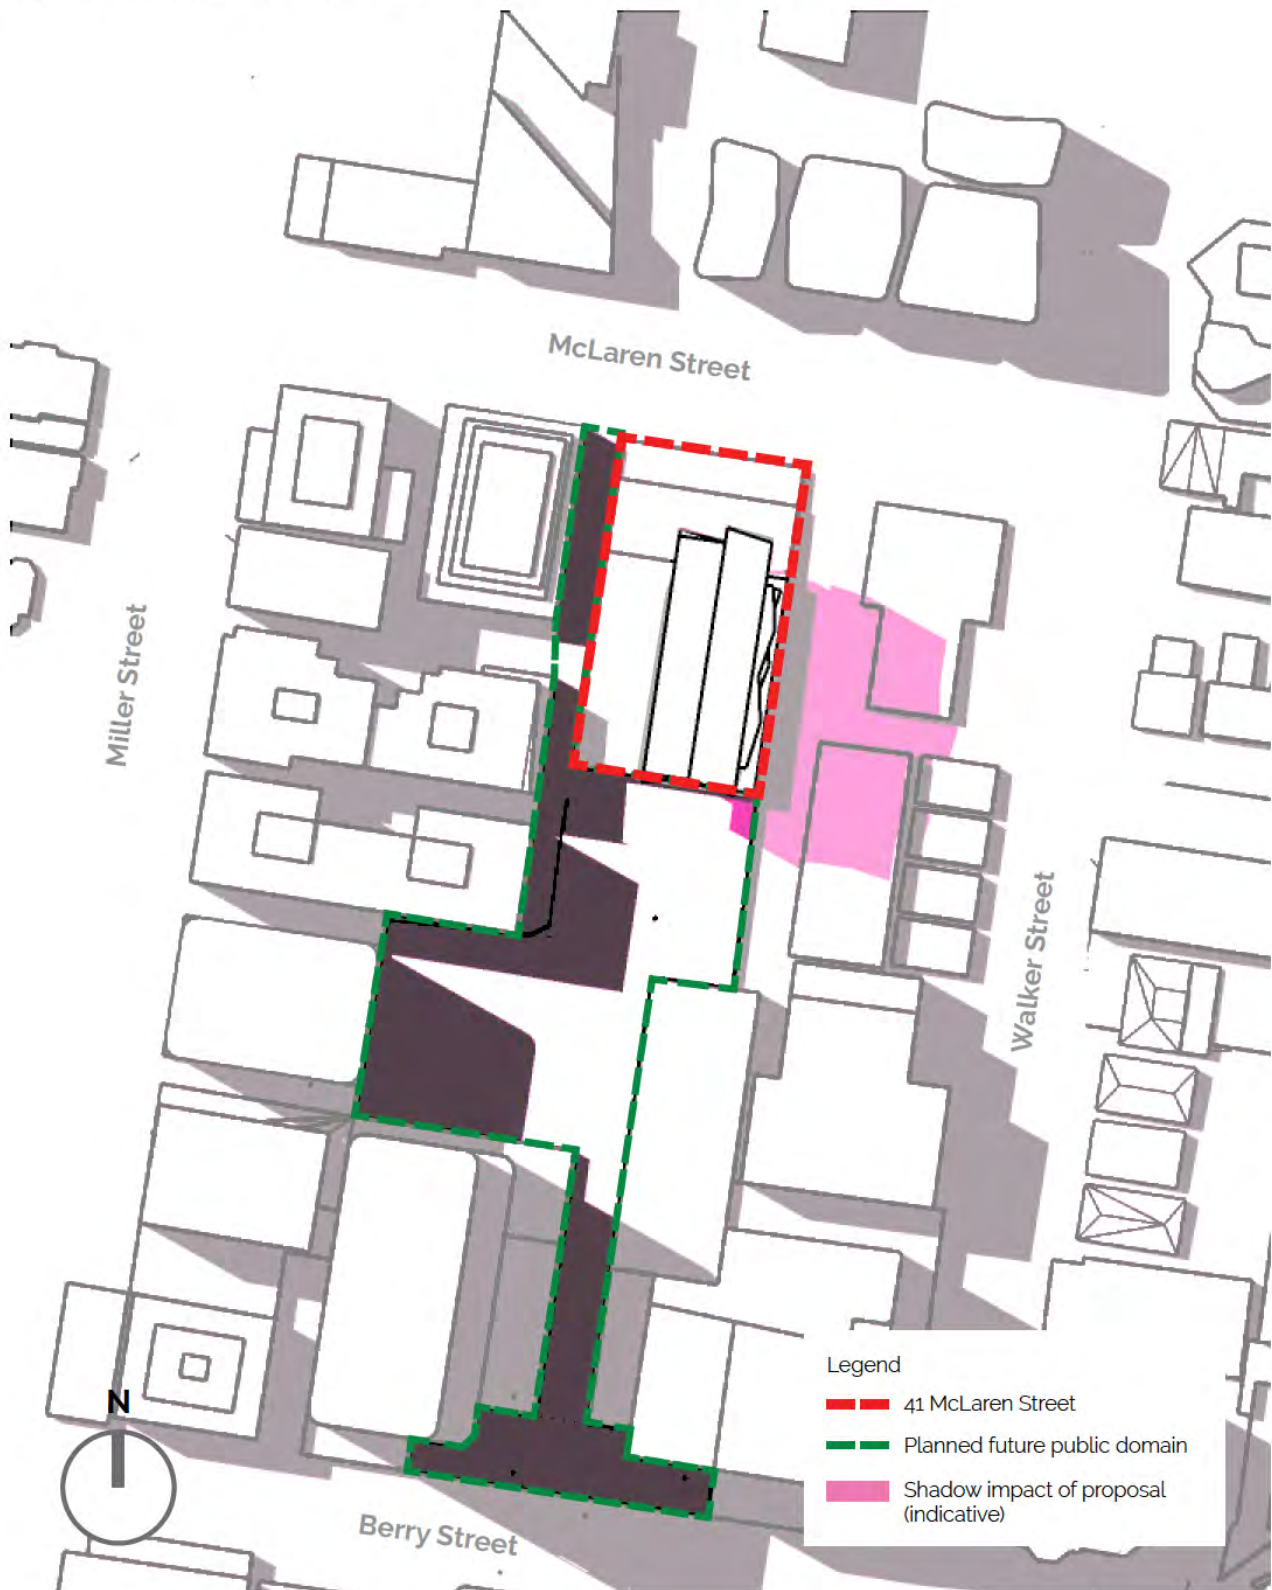 McLaren Street
Miller Street
Walker Street
N
Berry Street
Legend
41 McLaren Street
Planned future public domain
Shadow impact of proposal
(indicative)